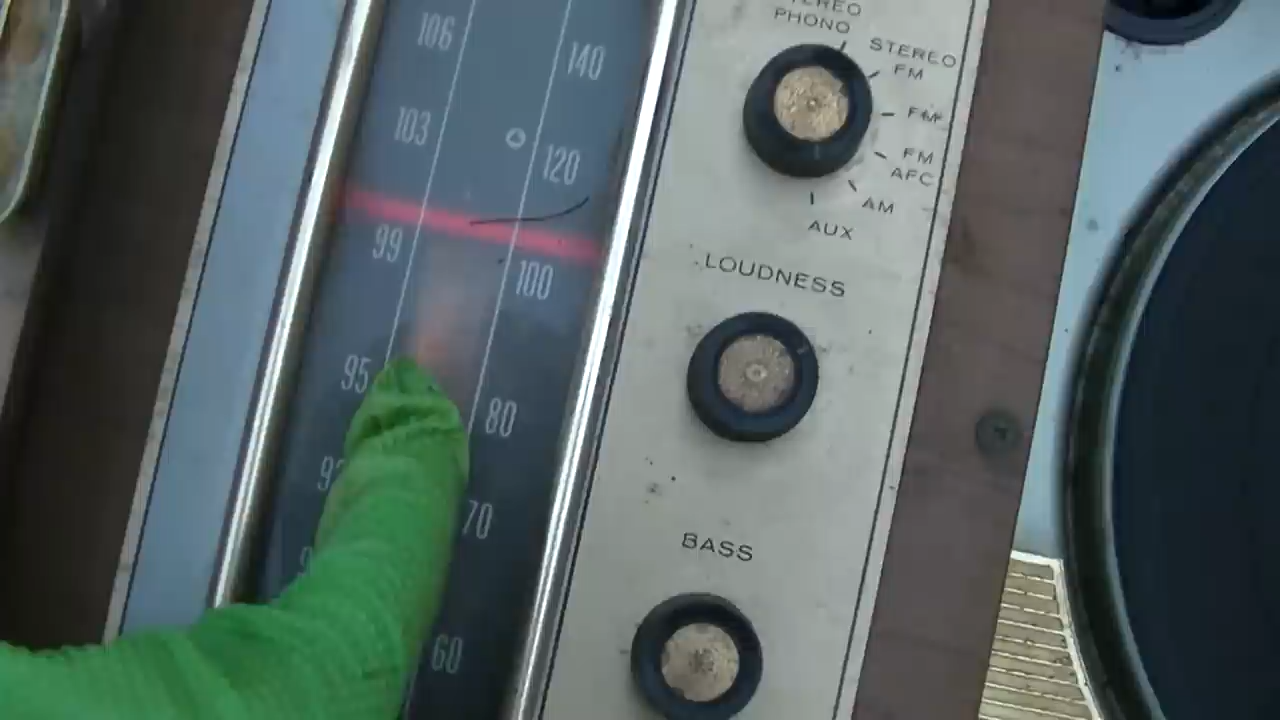 106
140
103
120
99
100
95
80
70
60
PHONO
STEREO
FM
FM
FM
AFC
AM
AUX
LOUDNESS
BASS